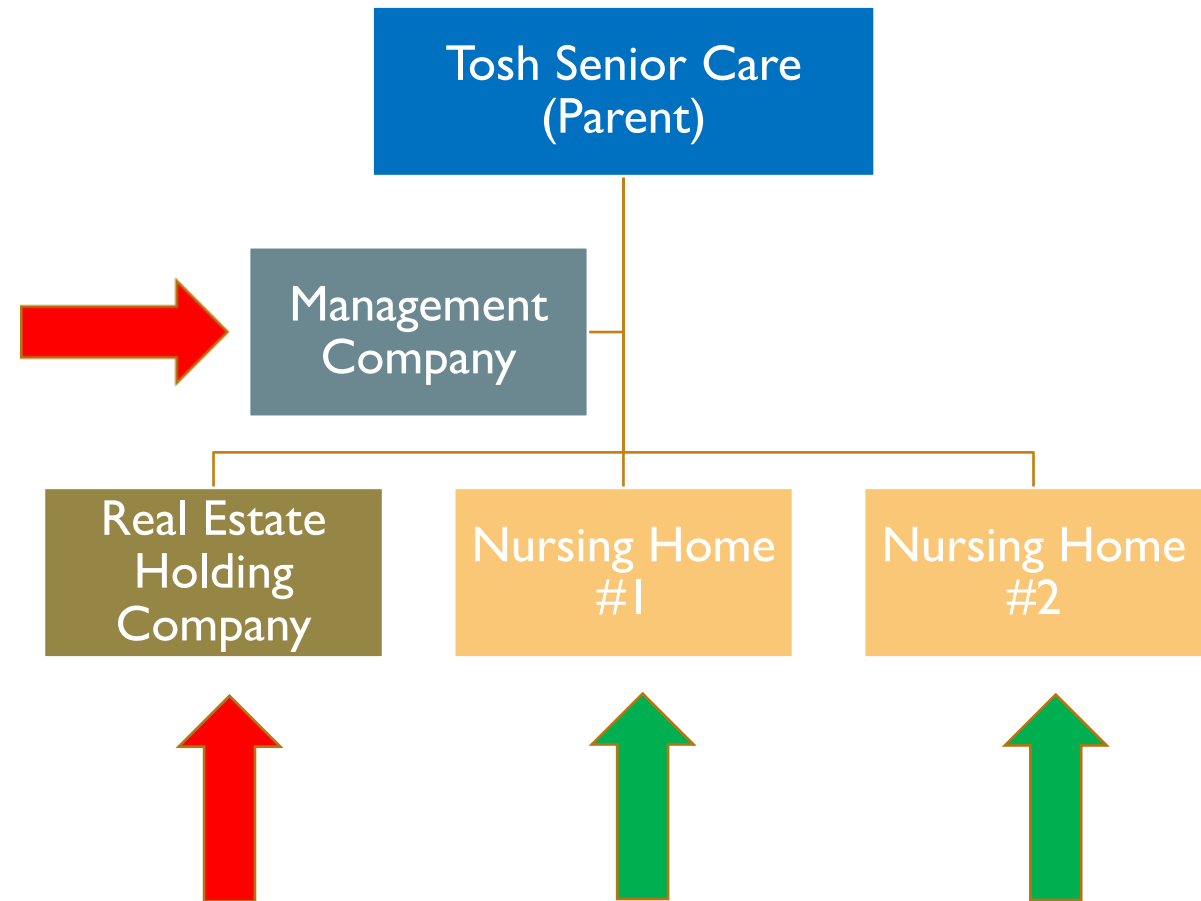 Tosh Senior Care
(Parent)
Management
Company
Real Estate
Holding
Company
Nursing Home
#1
Nursing Home
#2